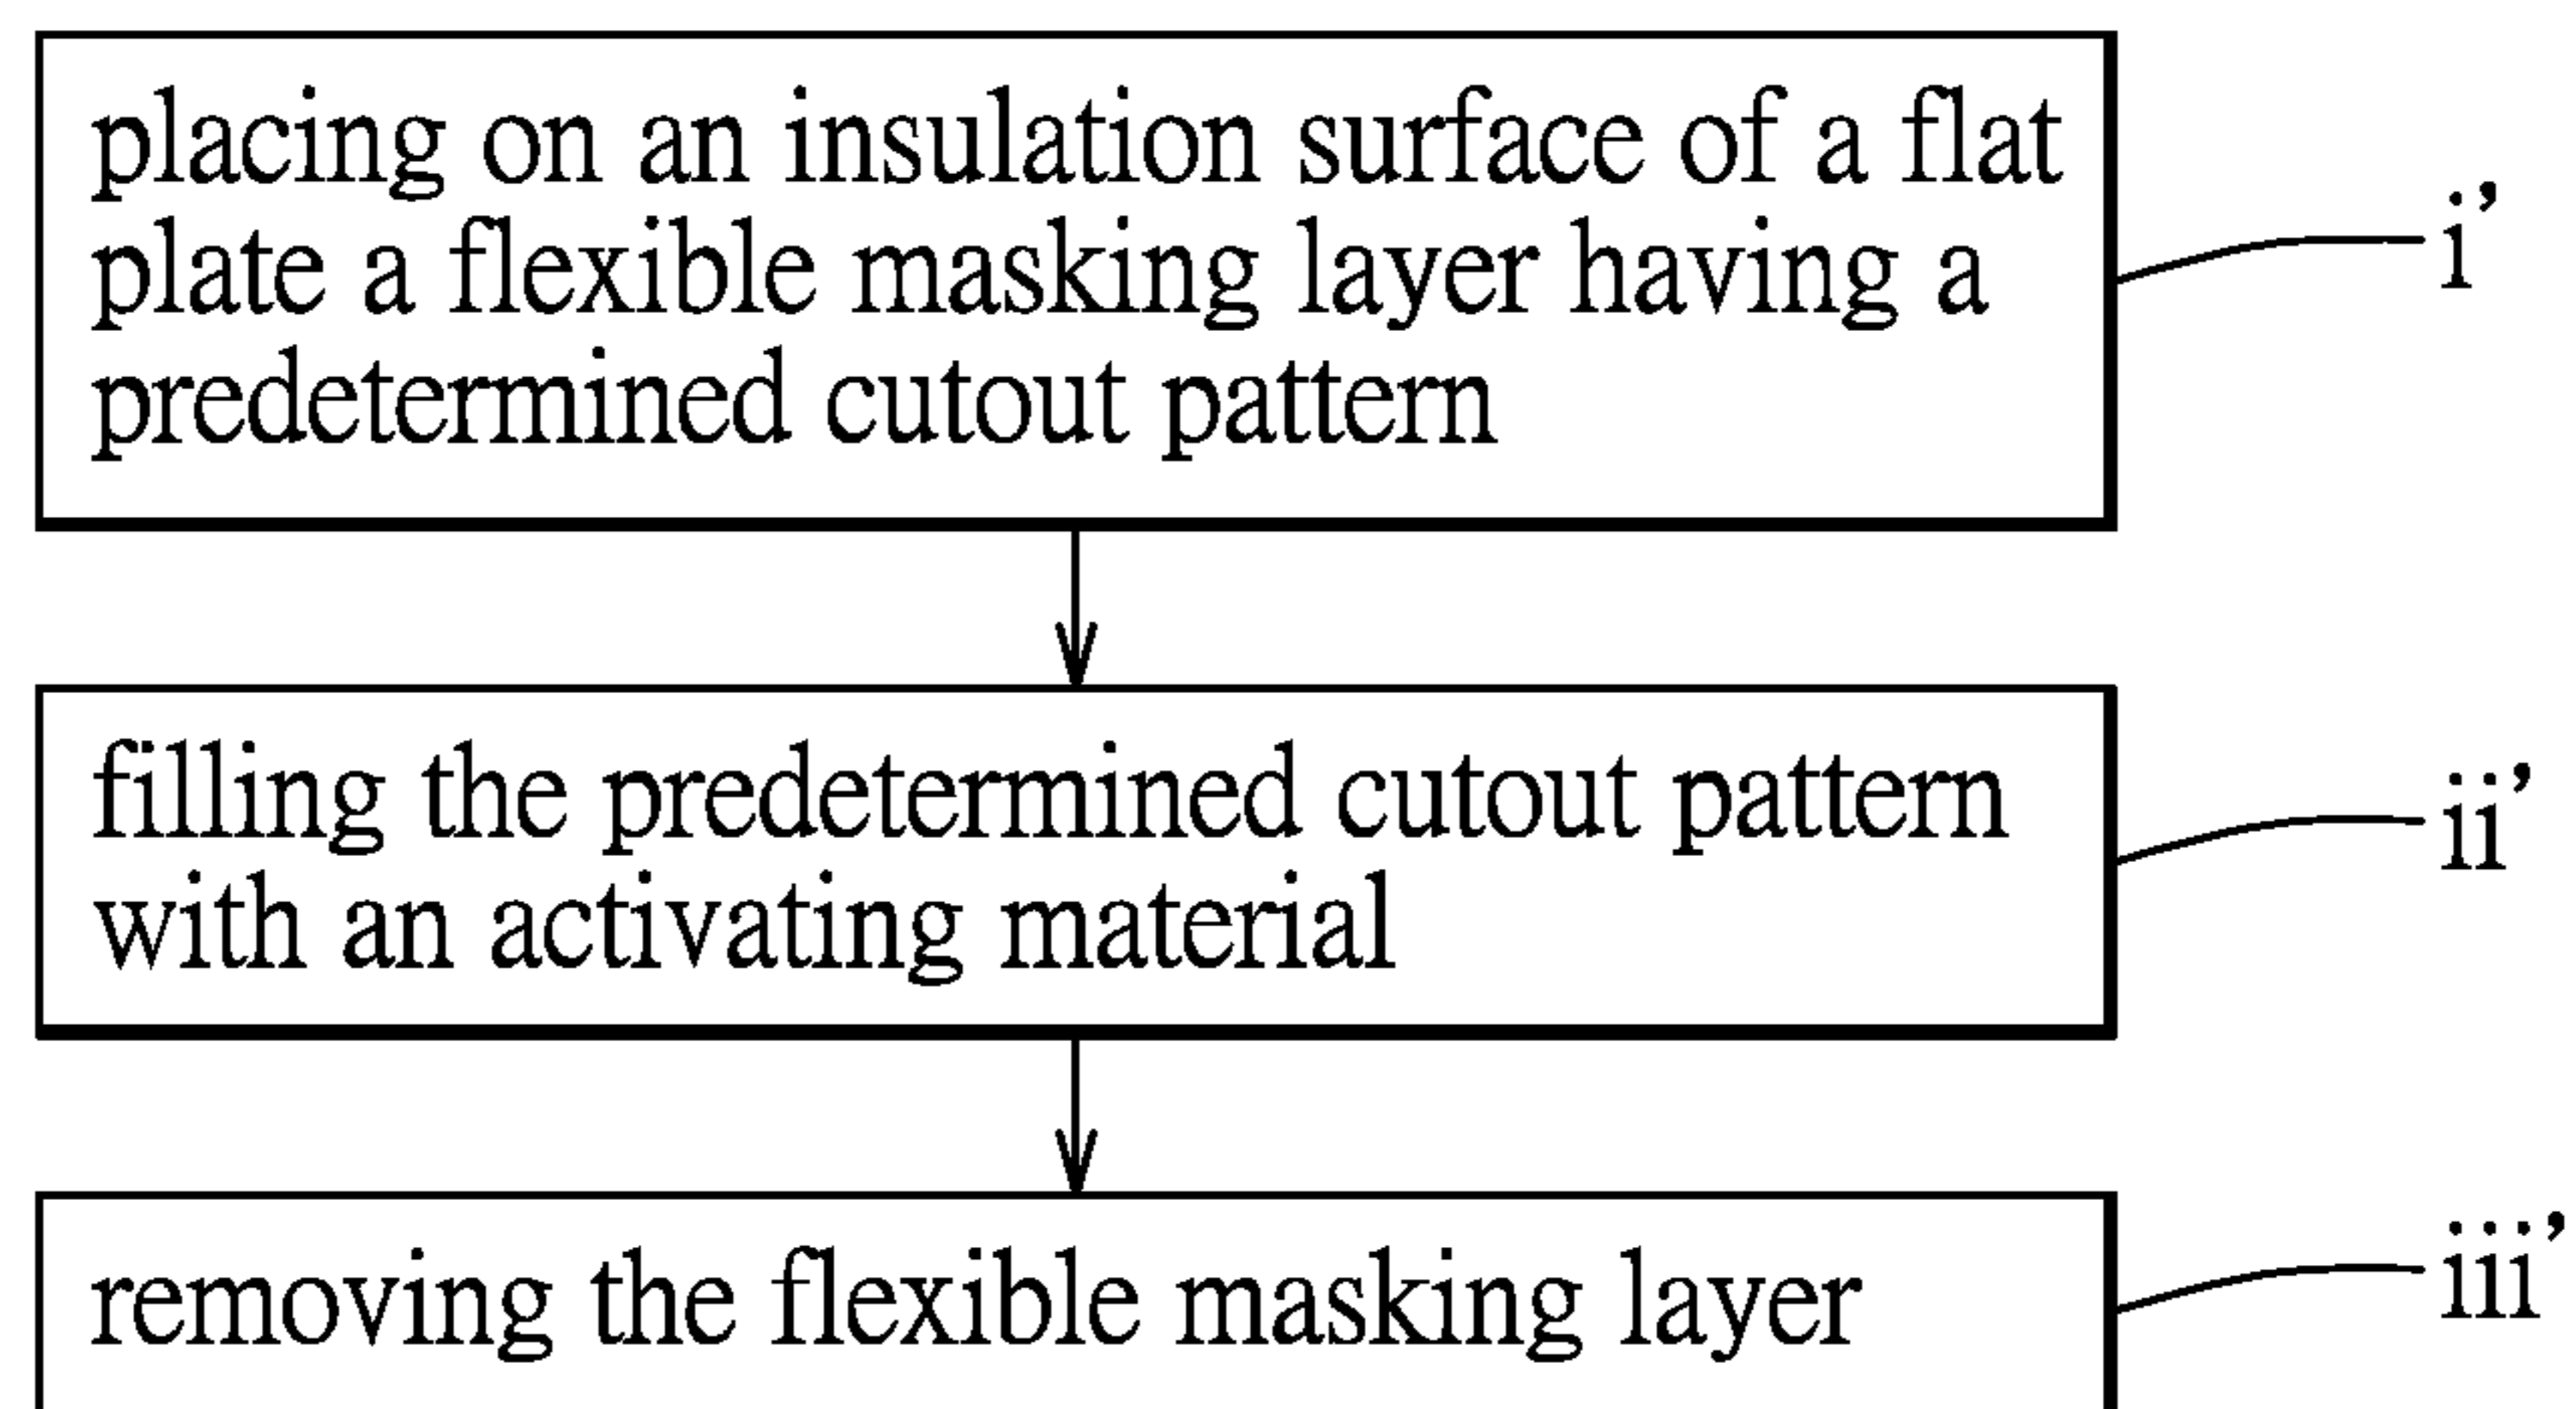 placing on an insulation surface of a flat
plate a flexible masking layer having a
predetermined cutout pattern
i’
filling the predetermined cutout pattern
with an activating material
ii’
removing the flexible masking layer
iii’